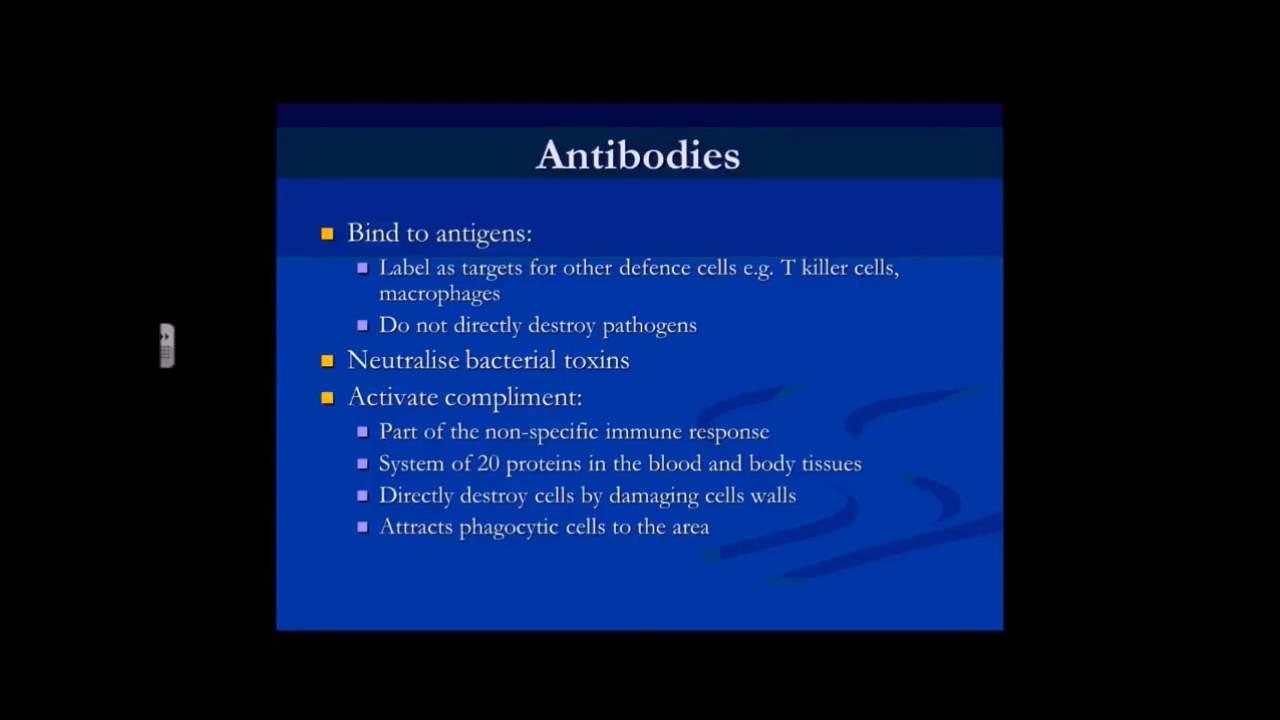 Antibodies
Bind to antigens:
Label as targets for other defence cells e.g. T killer cells,
macrophages
Do not directly destroy pathogens
Neutralise bacterial toxins
Activate compliment:
Part of the non-specific immune response
System of 20 proteins in the blood and body tissues
Directly destroy cells by damaging cells walls
Attracts phagocytic cells to the area